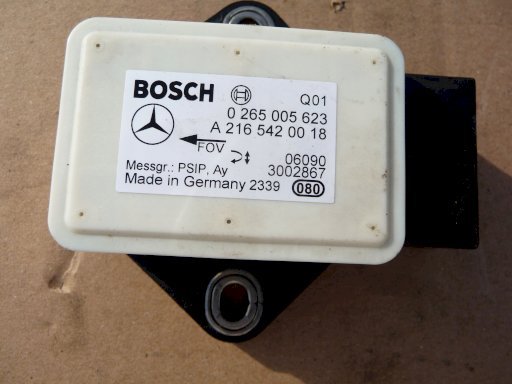 BOSCH Q01
0 265 005 623
A 216 542 00 18
FOV
06090
Messgr.: PSIP, Ay 3002867
Made in Germany 2339 080